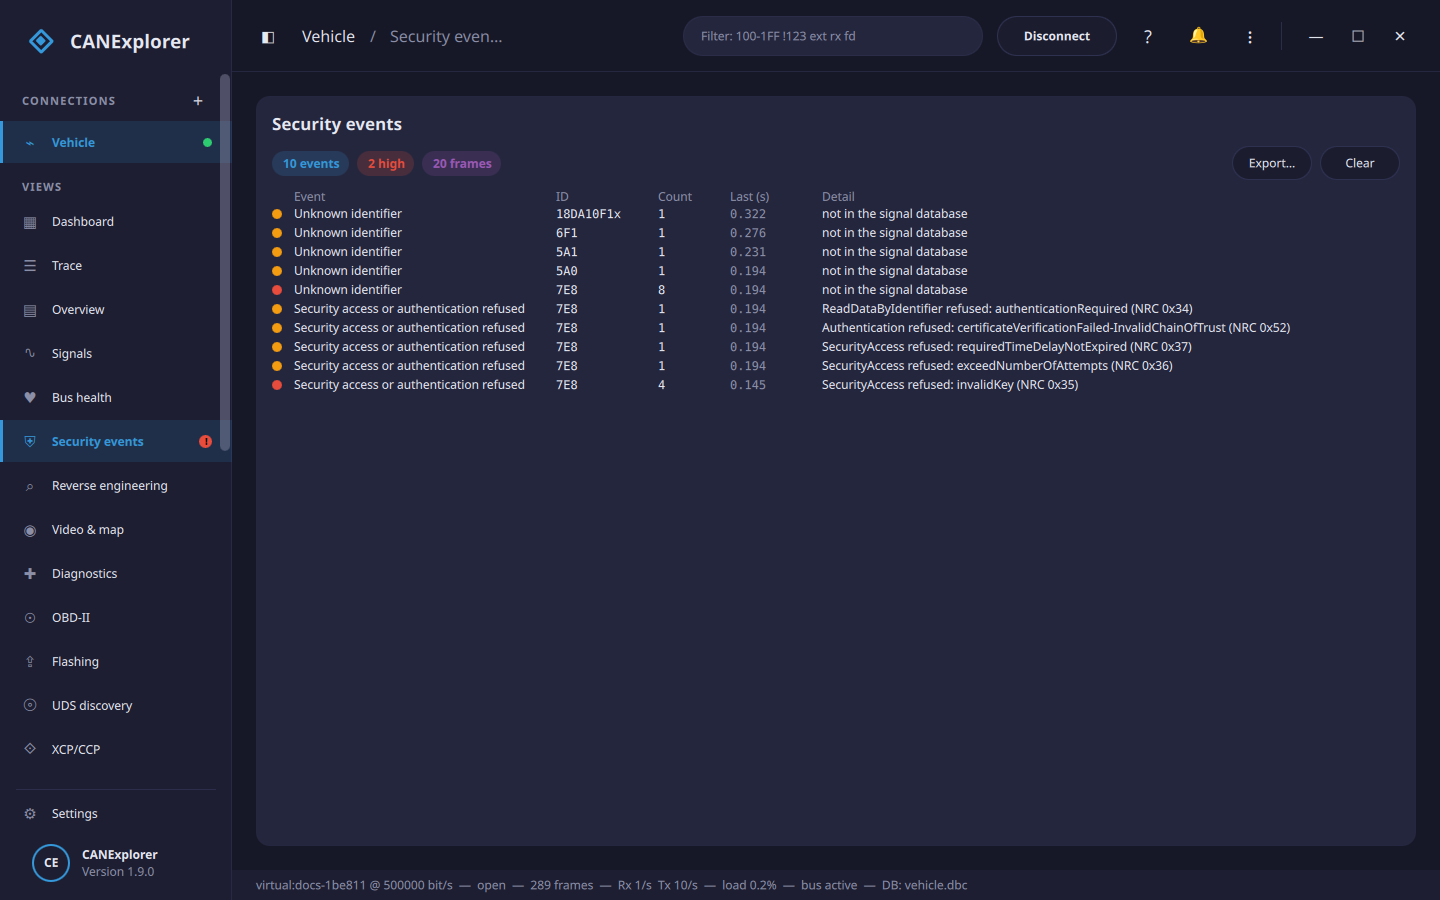 CANExplorer
Vehicle / Security even...
Filter: 100-1FF !123 ext rx fd
Disconnect
?
CONNECTIONS +
Vehicle
VIEWS
Dashboard
Trace
Overview
Signals
Bus health
Security events !
Reverse engineering
Video & map
Diagnostics
OBD-II
Flashing
UDS discovery
XCP/CCP
Settings
CE
CANExplorer
Version 1.9.0
Security events
10 events 2 high 20 frames
Export... Clear
Event ID Count Last (s) Detail
Unknown identifier 18DA10F1x 1 0.322 not in the signal database
Unknown identifier 6F1 1 0.276 not in the signal database
Unknown identifier 5A1 1 0.231 not in the signal database
Unknown identifier 5A0 1 0.194 not in the signal database
Unknown identifier 7E8 8 0.194 not in the signal database
Security access or authentication refused 7E8 1 0.194 ReadDataByIdentifier refused: authenticationRequired (NRC 0x34)
Security access or authentication refused 7E8 1 0.194 Authentication refused: certificateVerificationFailed-InvalidChainOfTrust (NRC 0x52)
Security access or authentication refused 7E8 1 0.194 SecurityAccess refused: requiredTimeDelayNotExpired (NRC 0x37)
Security access or authentication refused 7E8 1 0.194 SecurityAccess refused: exceedNumberOfAttempts (NRC 0x36)
Security access or authentication refused 7E8 4 0.145 SecurityAccess refused: invalidKey (NRC 0x35)
virtual:docs-1be811 @ 500000 bit/s — open — 289 frames — Rx 1/s Tx 10/s — load 0.2% — bus active — DB: vehicle.dbc